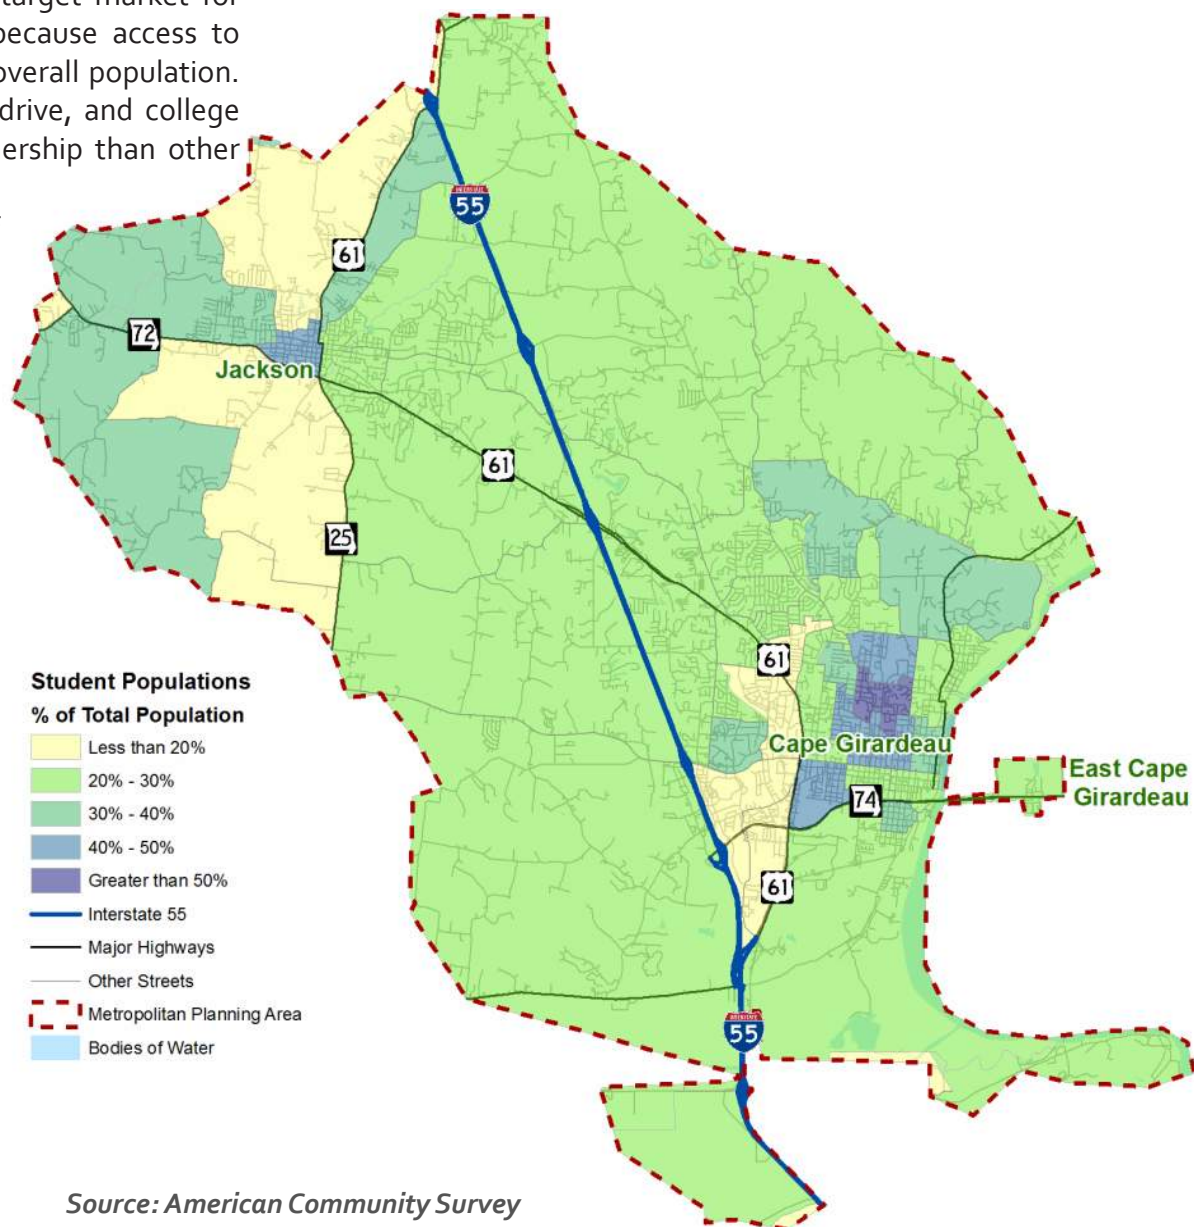 target market for
because access to
overall population.
drive, and college
ership than other
55
61
72
Jackson
61
25
61
Cape Girardeau
East Cape
Girardeau
74
61
55
Student Populations
% of Total Population
Less than 20%
20% - 30%
30% - 40%
40% - 50%
Greater than 50%
Interstate 55
Major Highways
Other Streets
Metropolitan Planning Area
Bodies of Water
Source: American Community Survey